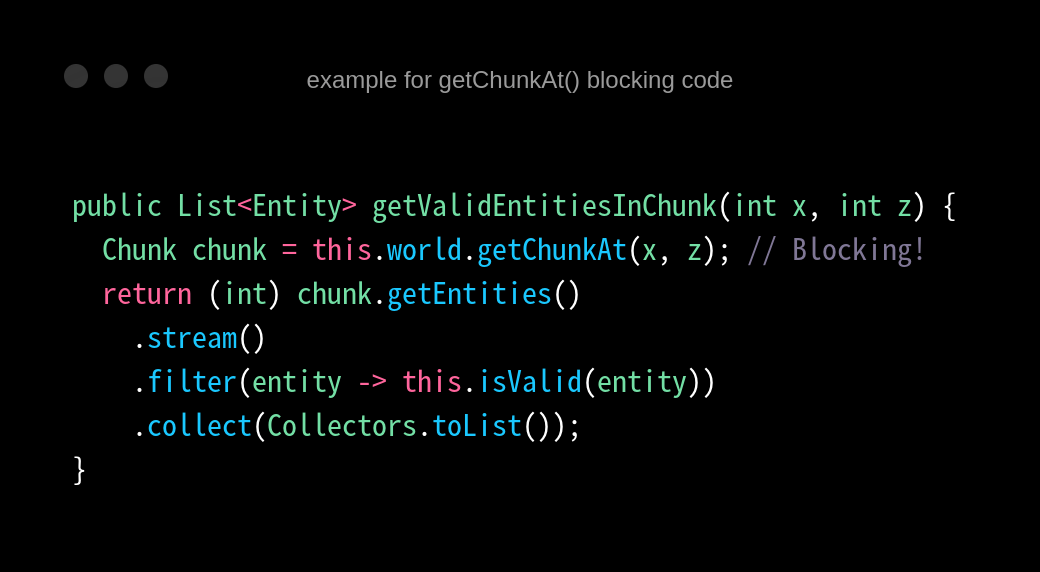 example for getChunkAt() blocking code
public List<Entity> getValidEntitiesInChunk(int x, int z) {
  Chunk chunk = this.world.getChunkAt(x, z); // Blocking!
  return (int) chunk.getEntities()
    .stream()
    .filter(entity -> this.isValid(entity))
    .collect(Collectors.toList());
}